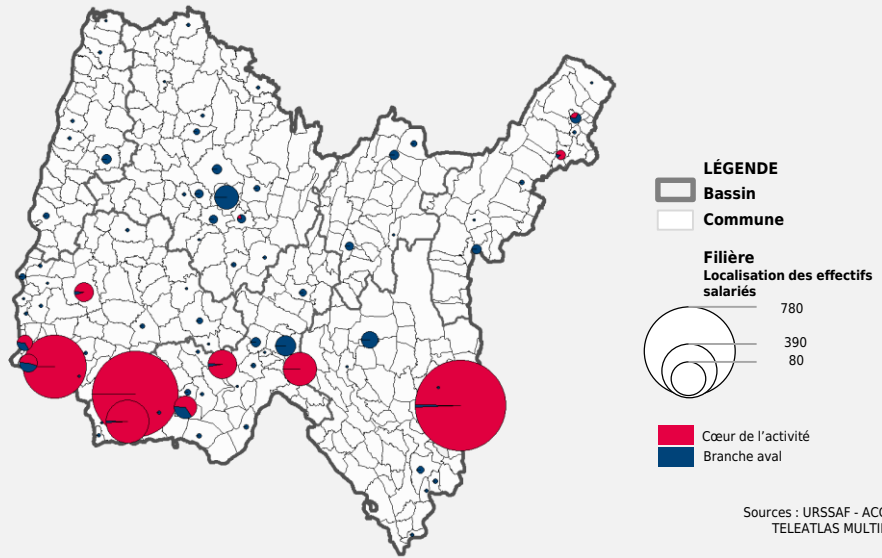 LÉGENDE
Bassin
Commune
Filière
Localisation des effectifs
salariés
780
390
80
Cœur de l’activité
Branche aval
Sources : URSSAF - ACO
TELEATLAS MULTI